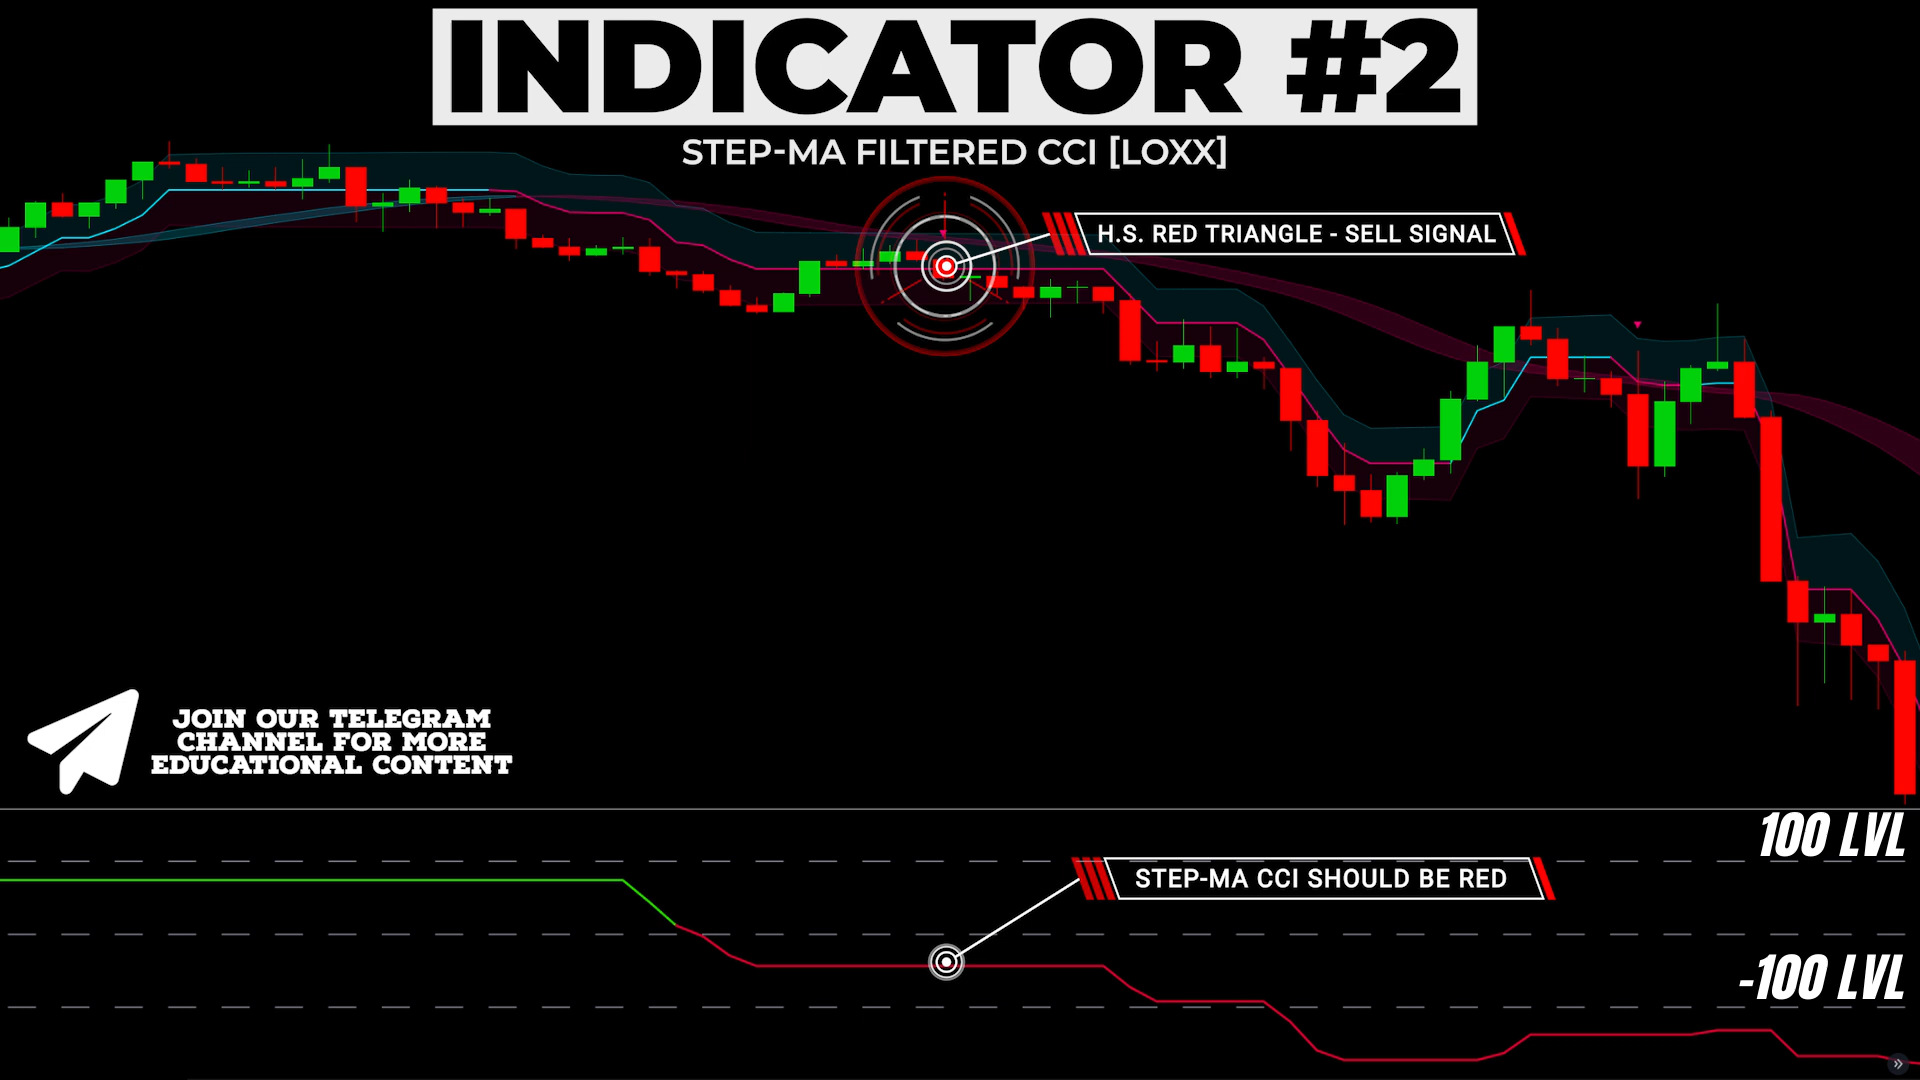 INDICATOR #2
STEP-MA FILTERED CCI [LOXX]
H.S. RED TRIANGLE - SELL SIGNAL
JOIN OUR TELEGRAM
CHANNEL FOR MORE
EDUCATIONAL CONTENT
100 LVL
STEP-MA CCI SHOULD BE RED
-100 LVL